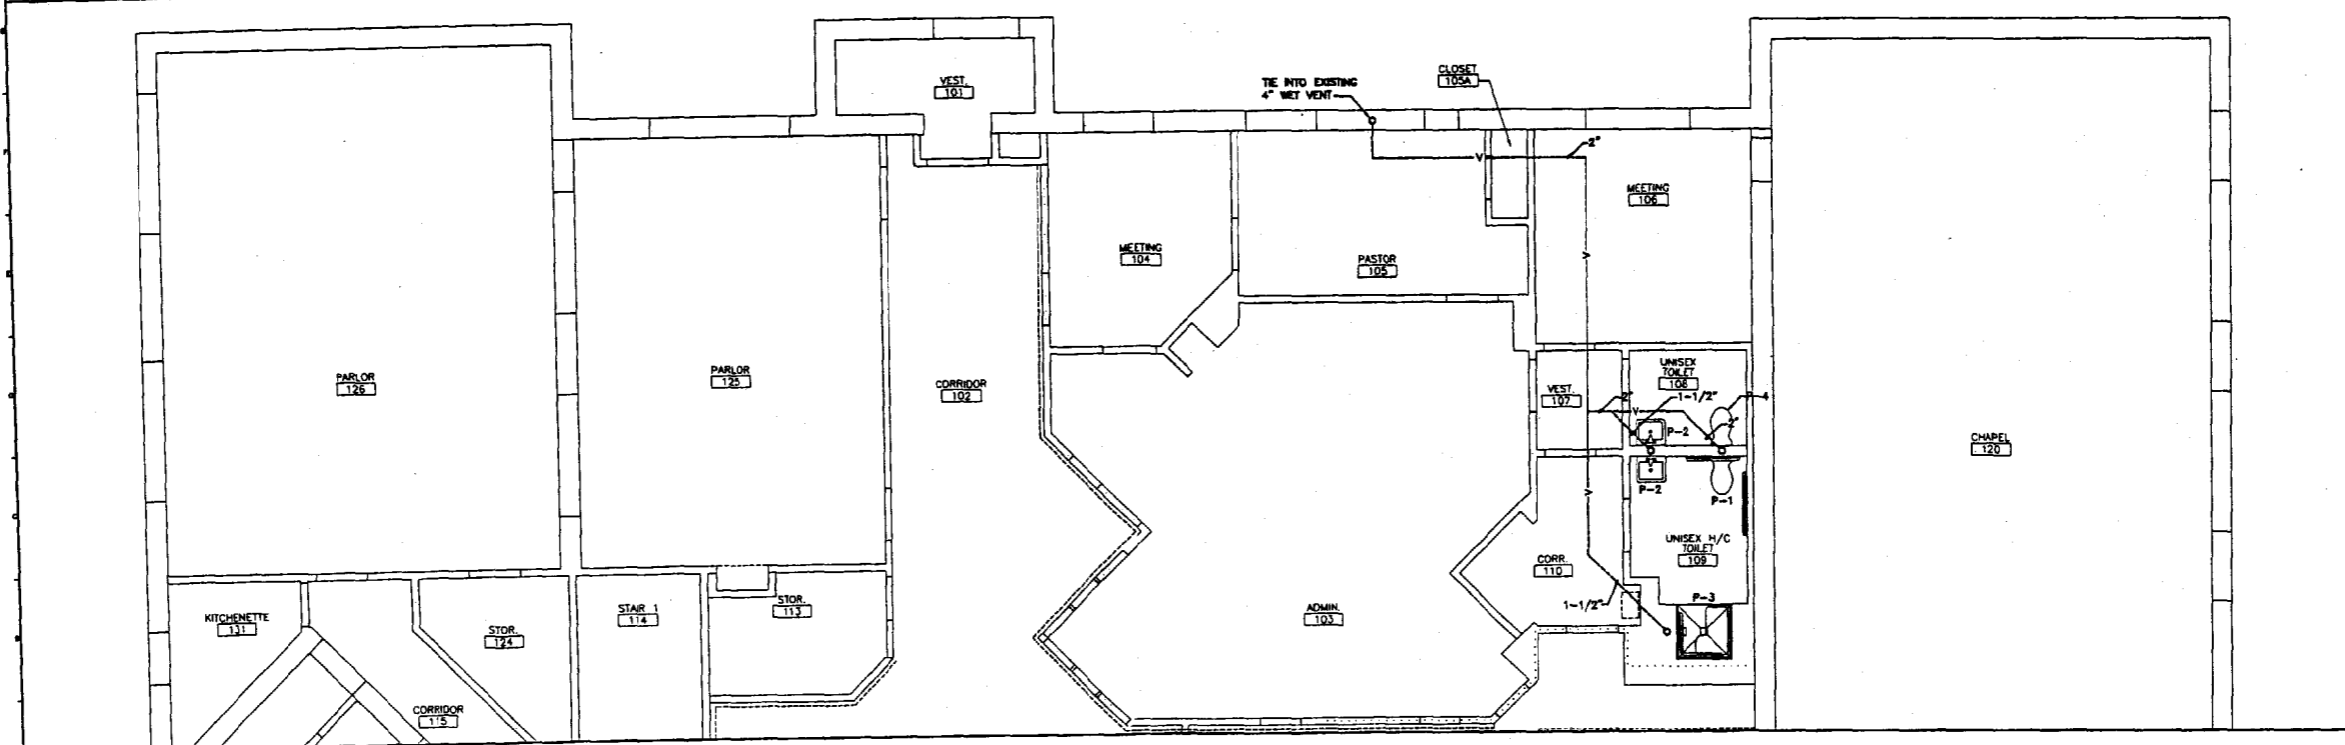 VEST.
101
TIE INTO EXISTING
4" WET VENT
CLOSET
105A
V
2"
MEETING
106
MEETING
104
PASTOR
105
V
PARLOR
126
PARLOR
125
CORRIDOR
102
UNISEX
TOILET
108
VEST.
107
2"
1-1/2"
P-4
V
P-2
2"
CHAPEL
120
P-2
P-1
V
UNISEX H/C
TOILET
109
CORR.
110
1-1/2"
P-3
KITCHENETTE
131
STOR.
124
STAIR 1
114
STOR.
113
ADMIN.
103
CORRIDOR
115